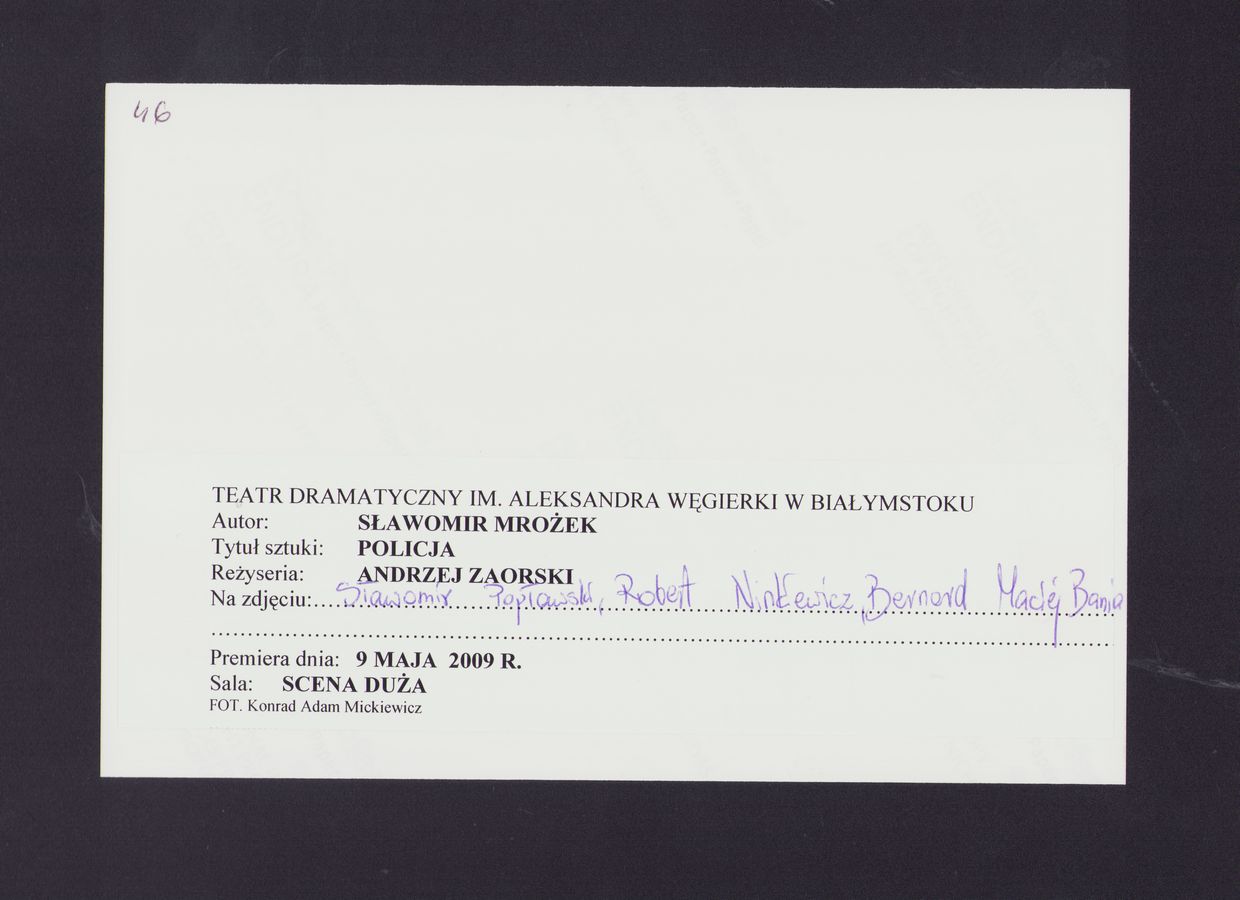 46
TEATR DRAMATYCZNY IM. ALEKSANDRA WĘGIERKI W BIAŁYMSTOKU
Autor: SŁAWOMIR MROŻEK
Tytuł sztuki: POLICJA
Reżyseria: ANDRZEJ ZAORSKI
Na zdjęciu: Sławomir Popławski, Robert Ninkiewicz, Bernard Maciej Bania
Premiera dnia: 9 MAJA 2009 R.
Sala: SCENA DUŻA
FOT. Konrad Adam Mickiewicz